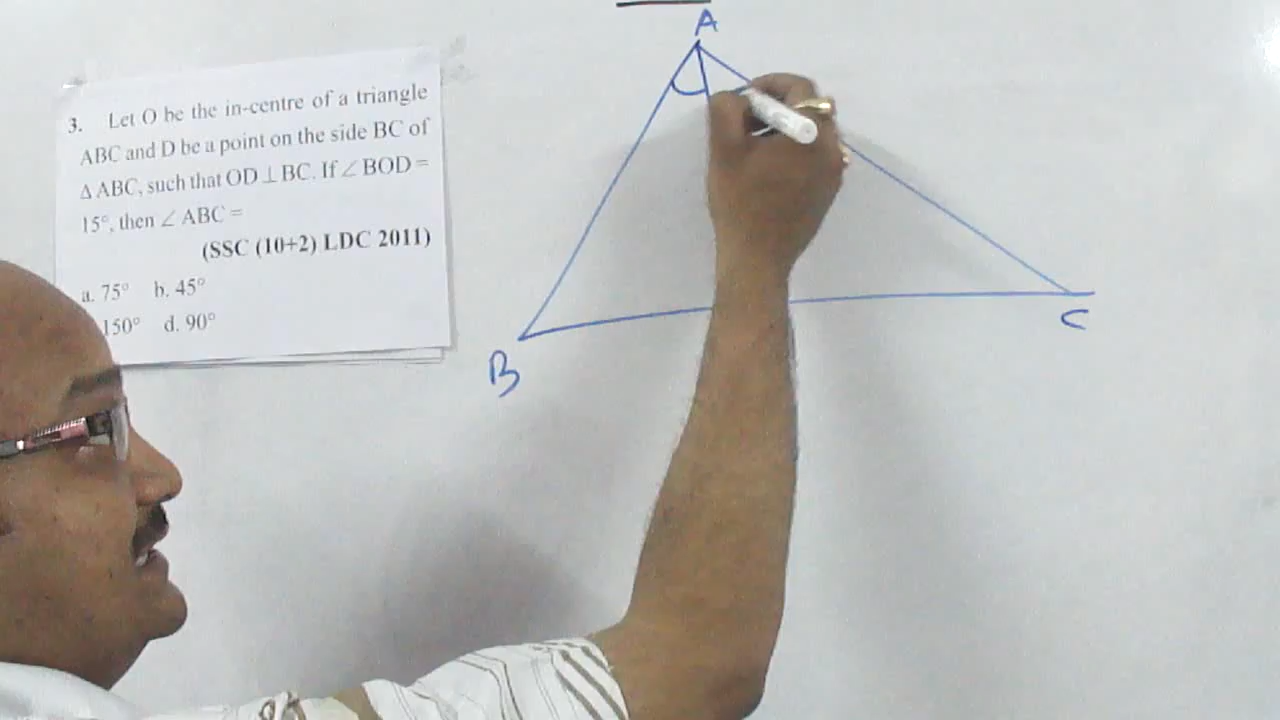 A
3. Let O be the in-centre of a triangle
ABC and D be a point on the side BC of
Δ ABC, such that OD ⊥ BC. If ∠ BOD =
15°, then ∠ ABC =
(SSC (10+2) LDC 2011)
a. 75° b. 45°
150° d. 90°
B
C